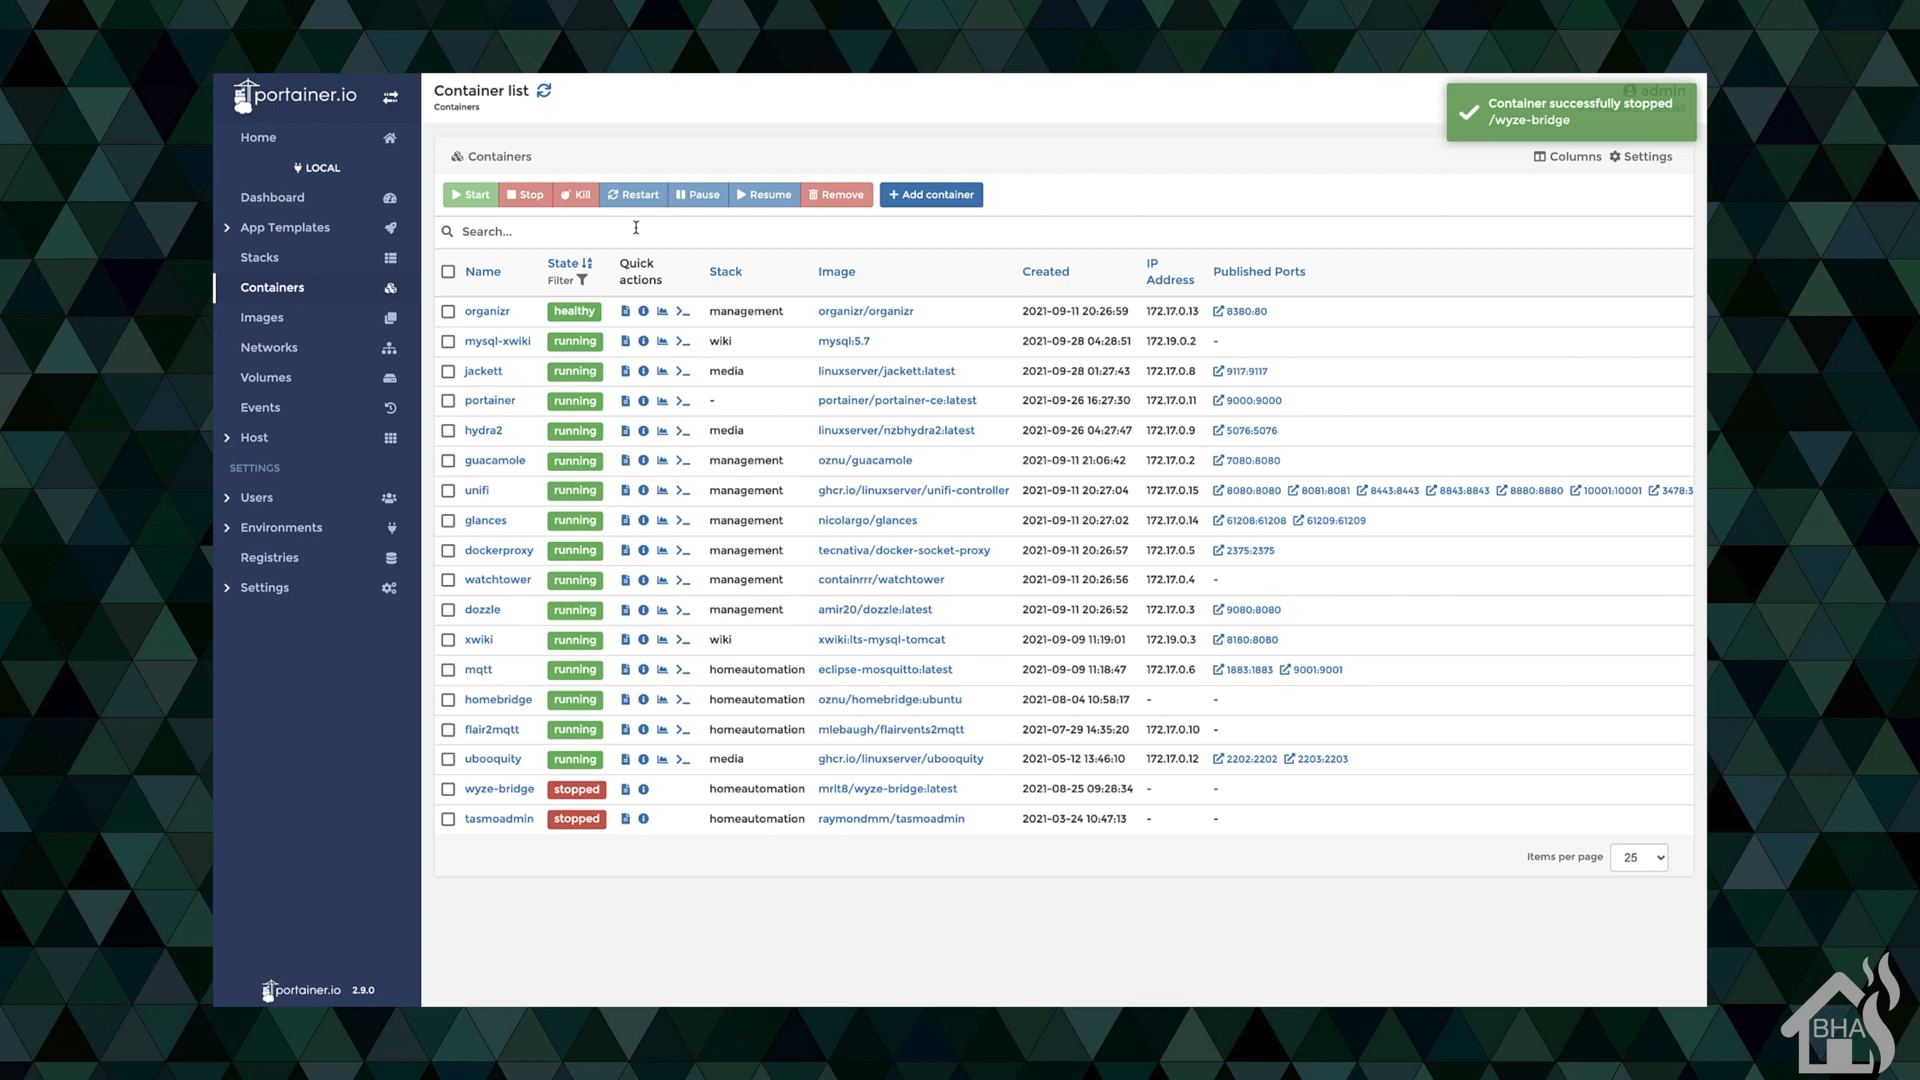 portainer.io
Home
LOCAL
Dashboard
App Templates
Stacks
Containers
Images
Networks
Volumes
Events
Host
SETTINGS
Users
Environments
Registries
Settings
portainer.io 2.9.0
Container list
Containers
admin
Container successfully stopped
/wyze-bridge
Containers
Columns Settings
Start Stop Kill Restart Pause Resume Remove Add container
Search...
Name State Filter Quick actions Stack Image Created IP Address Published Ports
organizr healthy management organizr/organizr 2021-09-11 20:26:59 172.17.0.13 8380:80
mysql-xwiki running wiki mysql:5.7 2021-09-28 04:28:51 172.19.0.2 -
jackett running media linuxserver/jackett:latest 2021-09-28 01:27:43 172.17.0.8 9117:9117
portainer running - portainer/portainer-ce:latest 2021-09-26 16:27:30 172.17.0.11 9000:9000
hydra2 running media linuxserver/nzbhydra2:latest 2021-09-26 04:27:47 172.17.0.9 5076:5076
guacamole running management oznu/guacamole 2021-09-11 21:06:42 172.17.0.2 7080:8080
unifi running management ghcr.io/linuxserver/unifi-controller 2021-09-11 20:27:04 172.17.0.15 8080:8080 8081:8081 8443:8443 8843:8843 8880:8880 10001:10001 3478:3
glances running management nicolargo/glances 2021-09-11 20:27:02 172.17.0.14 61208:61208 61209:61209
dockerproxy running management tecnativa/docker-socket-proxy 2021-09-11 20:26:57 172.17.0.5 2375:2375
watchtower running management containrrr/watchtower 2021-09-11 20:26:56 172.17.0.4 -
dozzle running management amir20/dozzle:latest 2021-09-11 20:26:52 172.17.0.3 9080:8080
xwiki running wiki xwiki:lts-mysql-tomcat 2021-09-09 11:19:01 172.19.0.3 8180:8080
mqtt running homeautomation eclipse-mosquitto:latest 2021-09-09 11:18:47 172.17.0.6 1883:1883 9001:9001
homebridge running homeautomation oznu/homebridge:ubuntu 2021-08-04 10:58:17 - -
flair2mqtt running homeautomation mlebaugh/flairvents2mqtt 2021-07-29 14:35:20 172.17.0.10 -
ubooquity running media ghcr.io/linuxserver/ubooquity 2021-05-12 13:46:10 172.17.0.12 2202:2202 2203:2203
wyze-bridge stopped homeautomation mrlt8/wyze-bridge:latest 2021-08-25 09:28:34 - -
tasmoadmin stopped homeautomation raymondmm/tasmoadmin 2021-03-24 10:47:13 - -
Items per page 25
BHA